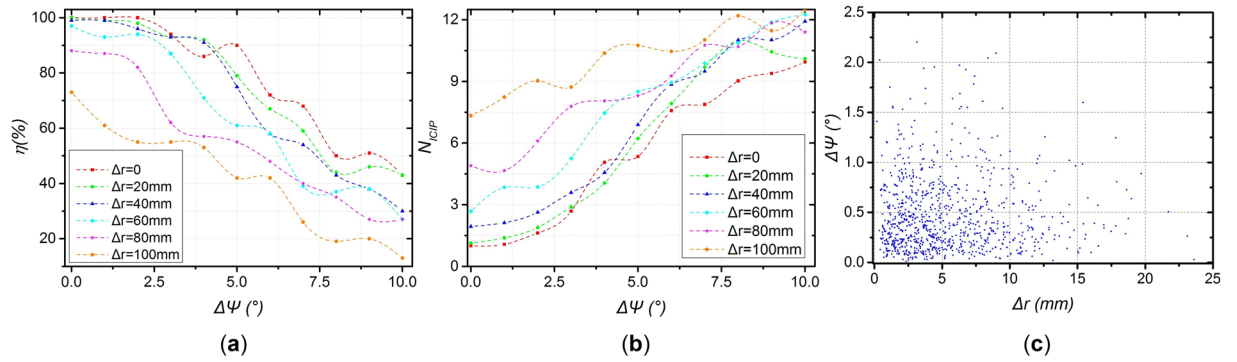 100
80
60
40
20
η(%)
0.0 2.5 5.0 7.5 10.0
ΔΨ (°)
Δr=0
Δr=20mm
Δr=40mm
Δr=60mm
Δr=80mm
Δr=100mm
(a)
12
9
6
3
0
N_ICIP
0.0 2.5 5.0 7.5 10.0
ΔΨ (°)
Δr=0
Δr=20mm
Δr=40mm
Δr=60mm
Δr=80mm
Δr=100mm
(b)
2.5
2.0
1.5
1.0
0.5
0.0
ΔΨ (°)
0 5 10 15 20 25
Δr (mm)
(c)